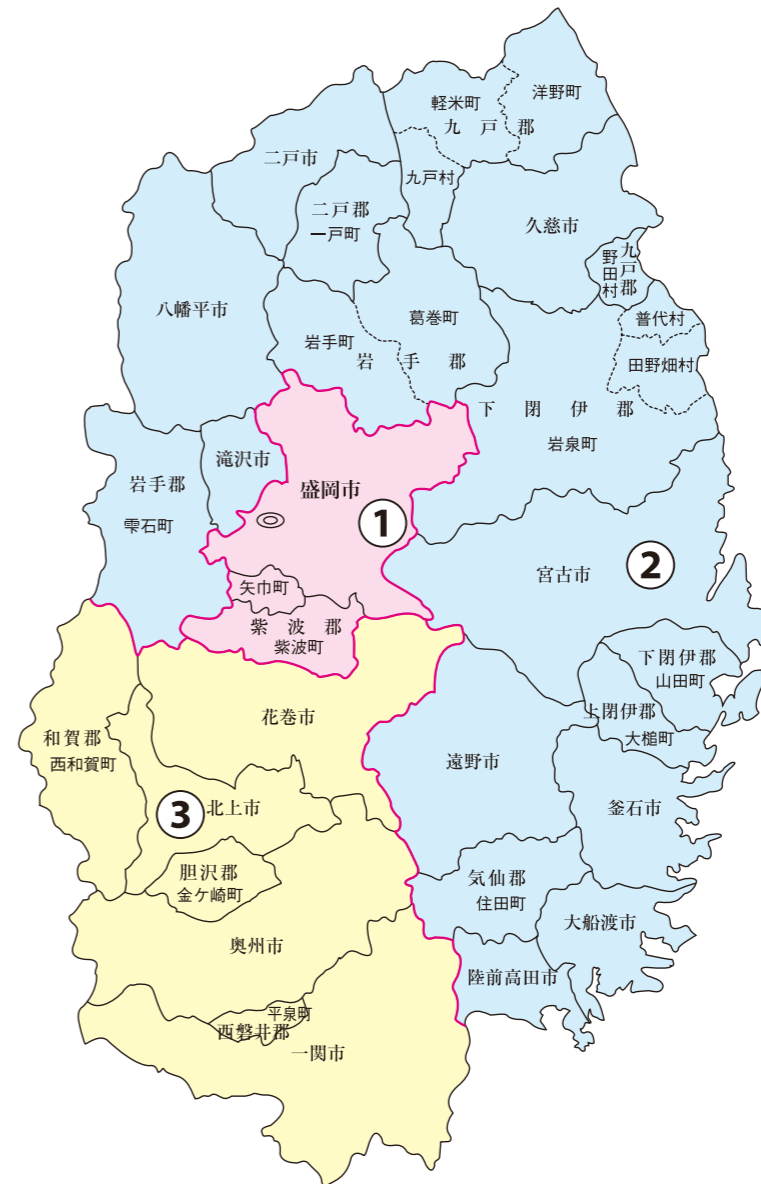 洋野町
軽米町
九戸郡
二戸市
九戸村
二戸郡
一戸町
久慈市
九戸郡
野田村
八幡平市
葛巻町
普代村
岩手町
岩手郡
田野畑村
下閉伊郡
岩泉町
滝沢市
岩手郡
盛岡市
雫石町
①
②
宮古市
矢巾町
紫波郡
紫波町
下閉伊郡
山田町
花巻市
上閉伊郡
和賀郡
大槌町
西和賀町
遠野市
③
北上市
釜石市
胆沢郡
金ケ崎町
気仙郡
住田町
大船渡市
奥州市
陸前高田市
平泉町
西磐井郡
一関市